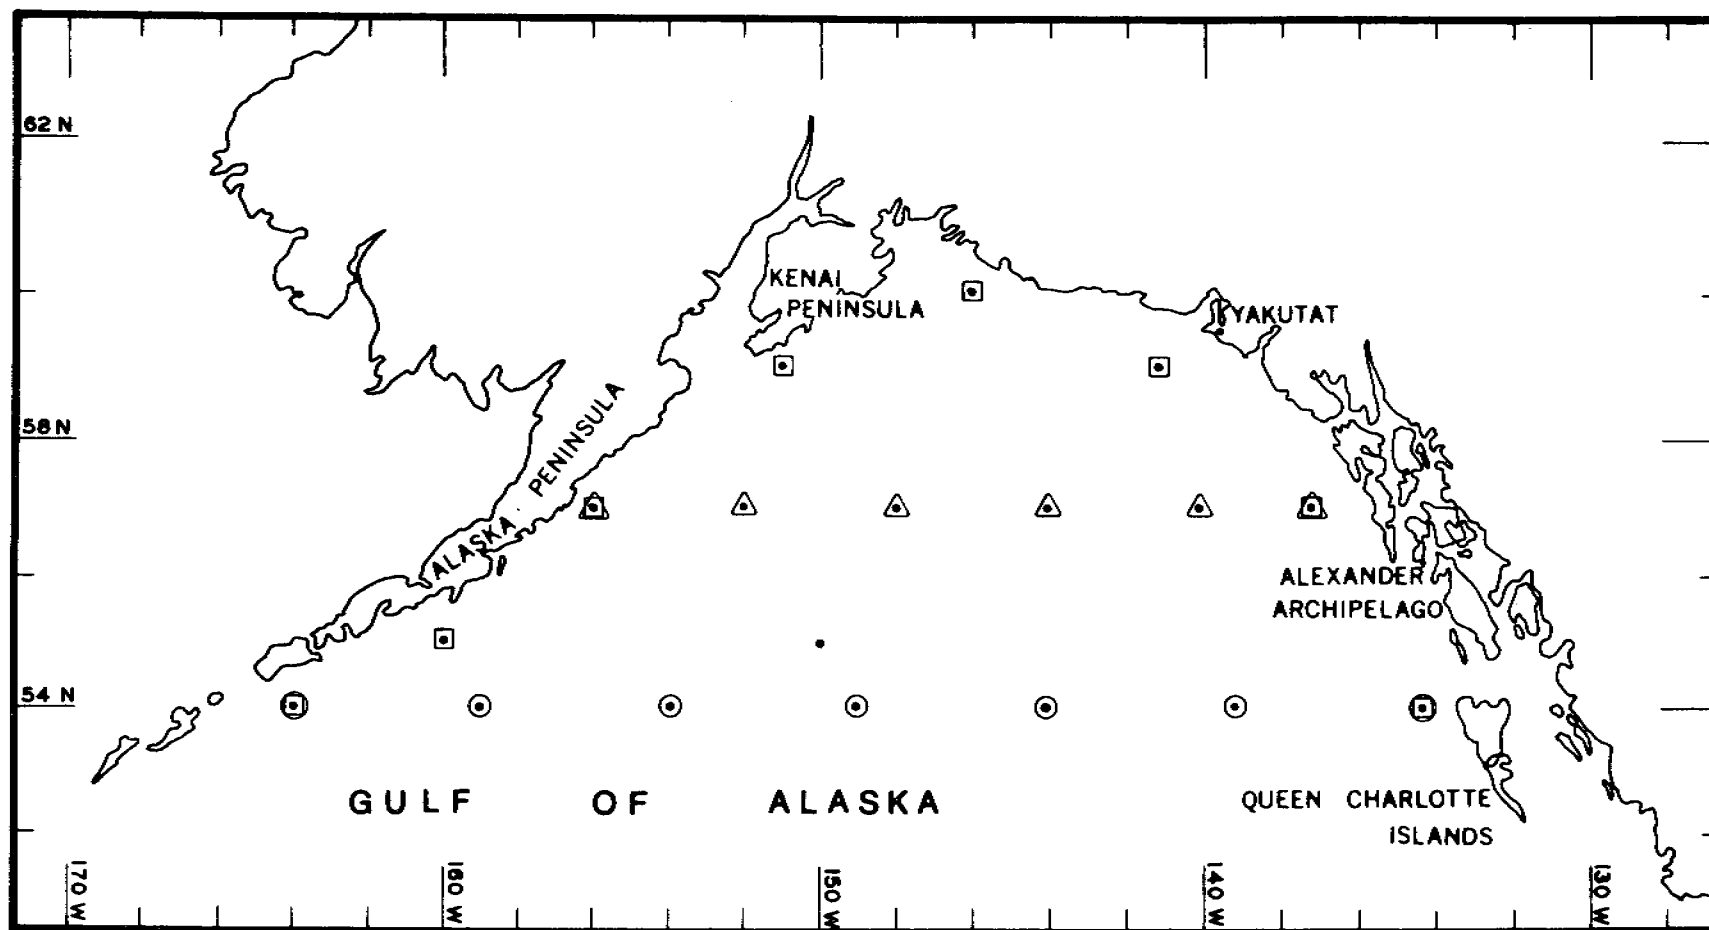 62 N
KENAI
PENINSULA
YAKUTAT
58 N
ALASKA PENINSULA
ALEXANDER
ARCHIPELAGO
54 N
GULF OF ALASKA
QUEEN CHARLOTTE
ISLANDS
170 W
160 W
150 W
140 W
130 W